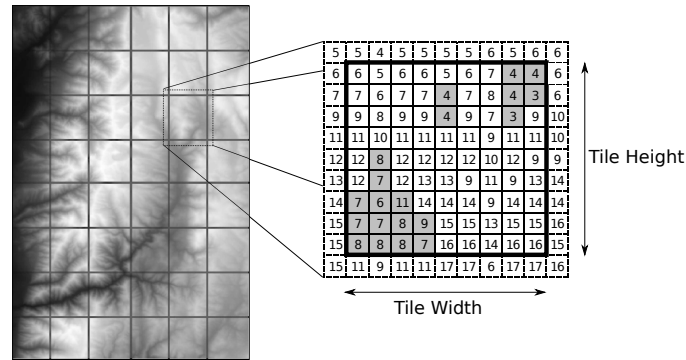 5 5 4 5 5 5 5 6 5 6 6
6 6 5 6 6 5 6 7 4 4 6
7 7 6 7 7 4 7 8 4 3 6
9 9 8 9 9 4 9 7 3 9 10
11 11 10 11 11 11 11 9 11 11 10
12 12 8 12 12 12 12 10 12 9 9
13 12 7 12 13 13 9 11 9 13 14
14 7 6 11 14 14 14 9 14 14 14
15 7 7 8 9 15 15 13 15 15 16
15 8 8 8 7 16 16 14 16 16 15
15 11 9 11 11 17 17 6 17 17 16
Tile Height
Tile Width